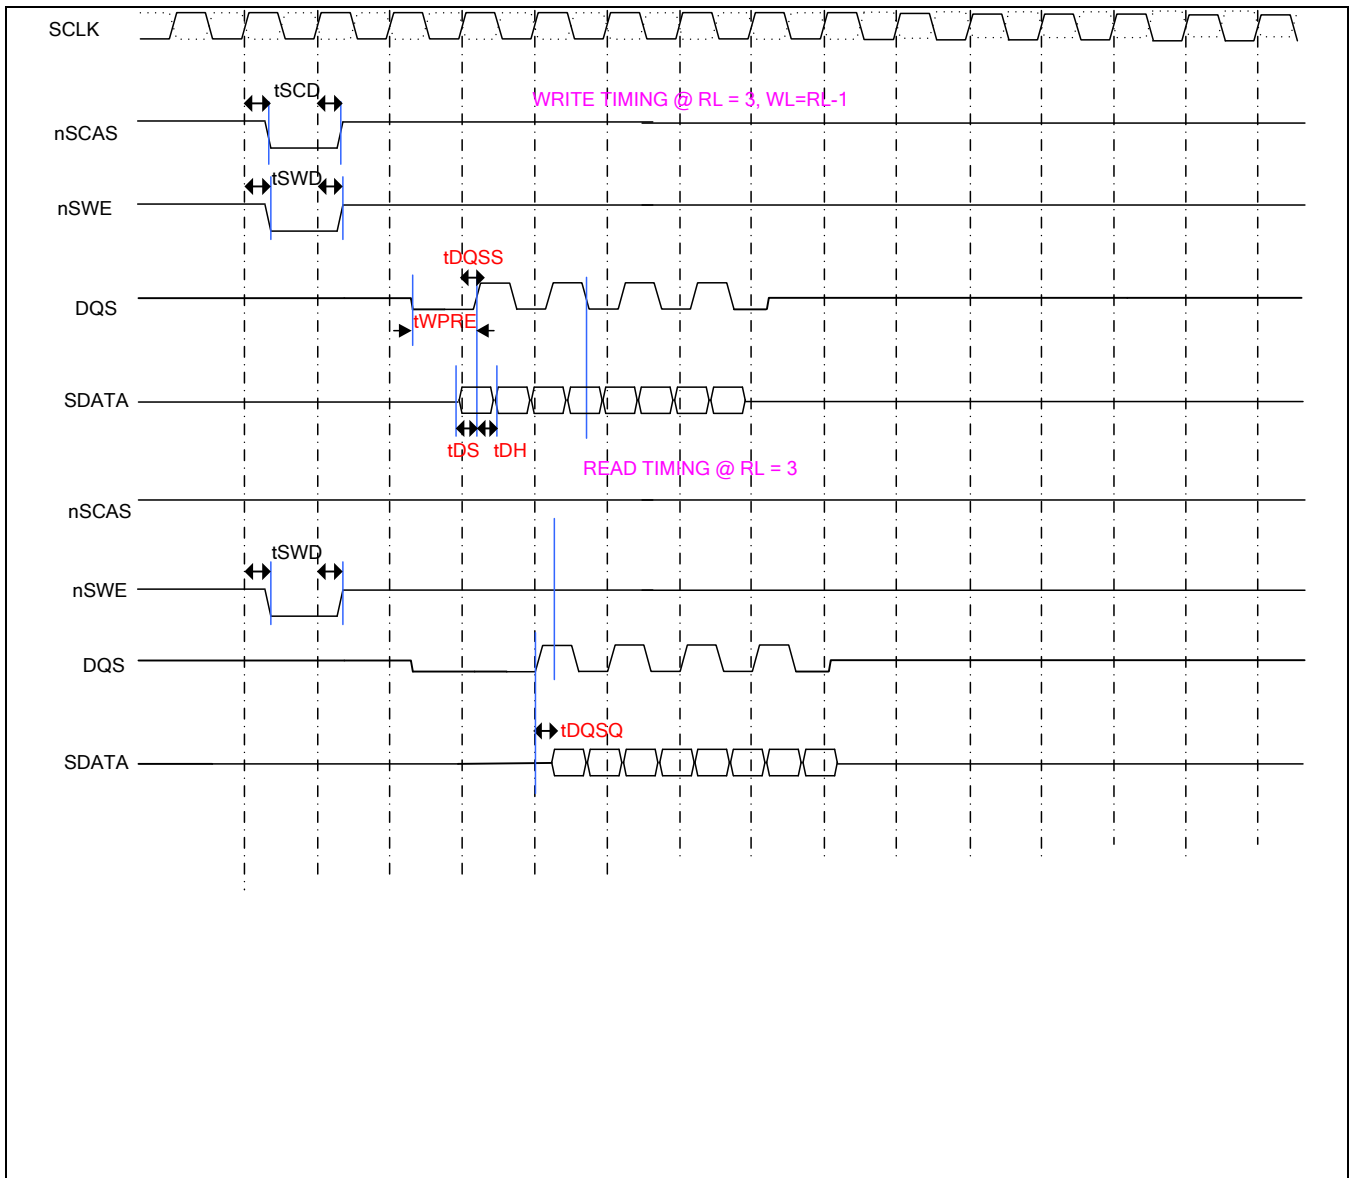 SCLK
tSCD
WRITE TIMING @ RL = 3, WL=RL-1
nSCAS
tSWD
nSWE
tDQSS
DQS
tWPRE
SDATA
tDS tDH
READ TIMING @ RL = 3
nSCAS
tSWD
nSWE
DQS
tDQSQ
SDATA